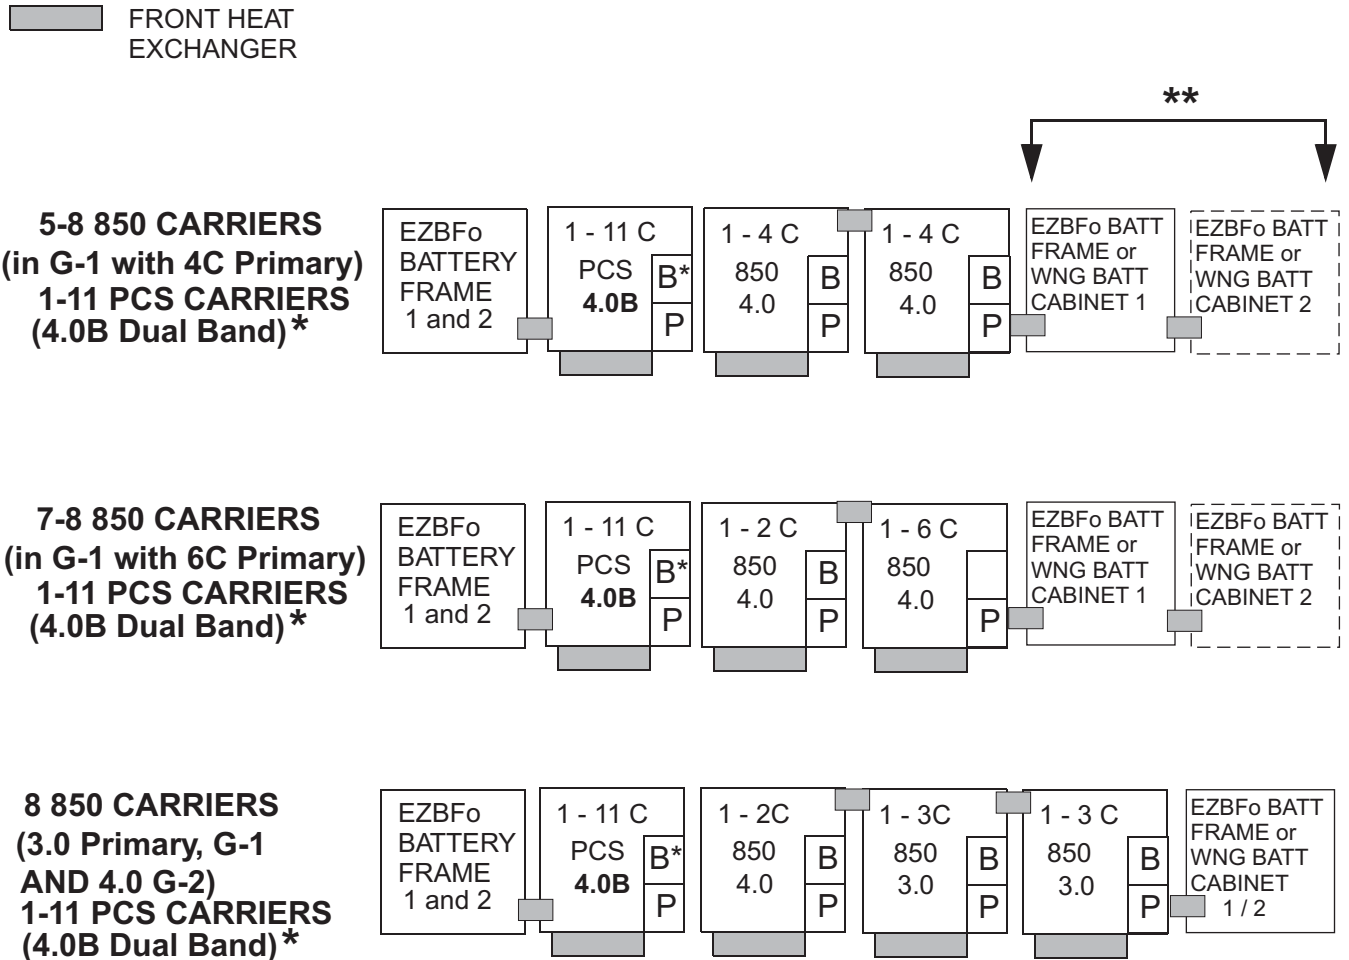 FRONT HEAT
EXCHANGER
**
5-8 850 CARRIERS
(in G-1 with 4C Primary)
1-11 PCS CARRIERS
(4.0B Dual Band)*
EZBFo
BATTERY
FRAME
1 and 2
1 - 11 C
PCS
4.0B
B*
P
1 - 4 C
850
4.0
B
P
1 - 4 C
850
4.0
B
P
EZBFo BATT
FRAME or
WNG BATT
CABINET 1
EZBFo BATT
FRAME or
WNG BATT
CABINET 2
7-8 850 CARRIERS
(in G-1 with 6C Primary)
1-11 PCS CARRIERS
(4.0B Dual Band)*
EZBFo
BATTERY
FRAME
1 and 2
1 - 11 C
PCS
4.0B
B*
P
1 - 2 C
850
4.0
B
P
1 - 6 C
850
4.0
P
EZBFo BATT
FRAME or
WNG BATT
CABINET 1
EZBFo BATT
FRAME or
WNG BATT
CABINET 2
8 850 CARRIERS
(3.0 Primary, G-1
AND 4.0 G-2)
1-11 PCS CARRIERS
(4.0B Dual Band)*
EZBFo
BATTERY
FRAME
1 and 2
1 - 11 C
PCS
4.0B
B*
P
1 - 2C
850
4.0
B
P
1 - 3C
850
3.0
B
P
1 - 3 C
850
3.0
B
P
EZBFo BATT
FRAME or
WNG BATT
CABINET
1 / 2